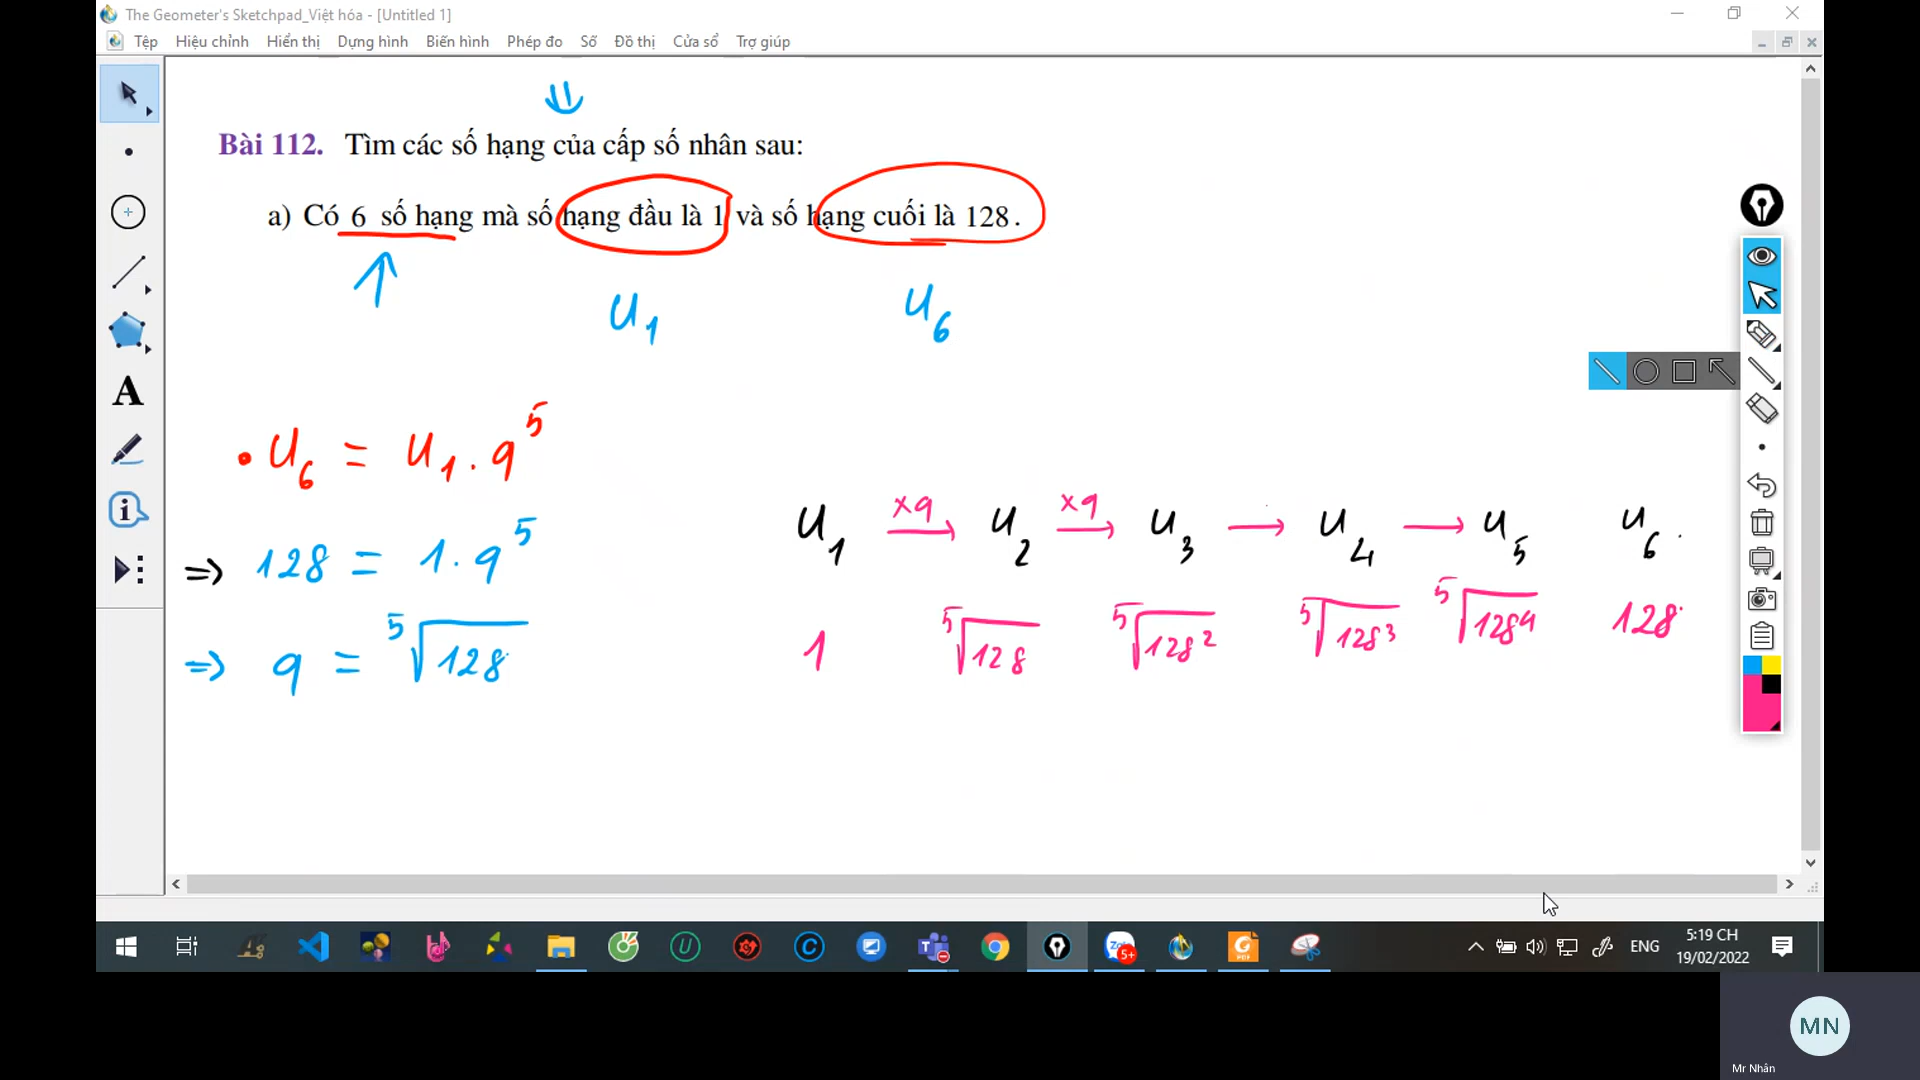 The Geometer's Sketchpad_Việt hóa - [Untitled 1]
Tệp Hiệu chỉnh Hiển thị Dựng hình Biến hình Phép đo Số Đồ thị Cửa sổ Trợ giúp
Bài 112. Tìm các số hạng của cấp số nhân sau:
a) Có 6 số hạng mà số hạng đầu là 1 và số hạng cuối là 128.
u₁ u₆
• u₆ = u₁ . q⁵
⇒ 128 = 1 . q⁵
⇒ q = ⁵√128
u₁ ×q→ u₂ ×q→ u₃ → u₄ → u₅ u₆
1 ⁵√128 ⁵√128² ⁵√128³ ⁵√128⁴ 128
A
ENG
5:19 CH
19/02/2022
5+
MN
Mr Nhân